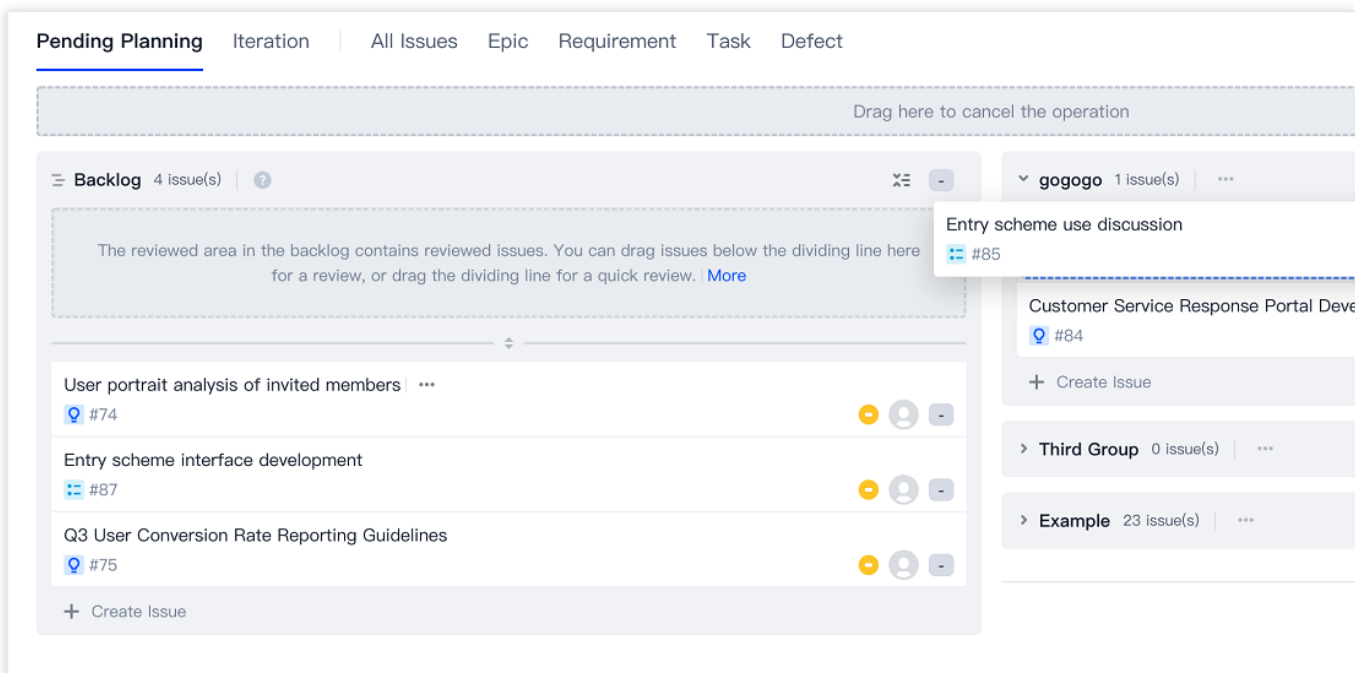 Pending Planning Iteration All Issues Epic Requirement Task Defect
Drag here to cancel the operation
Backlog 4 issue(s) ?
-
The reviewed area in the backlog contains reviewed issues. You can drag issues below the dividing line here
for a review, or drag the dividing line for a quick review. More
User portrait analysis of invited members ...
#74
-
Entry scheme interface development
#87
-
Q3 User Conversion Rate Reporting Guidelines
#75
-
+ Create Issue
gogogo 1 issue(s) ...
Entry scheme use discussion
#85
Customer Service Response Portal Deve
#84
+ Create Issue
Third Group 0 issue(s) ...
Example 23 issue(s) ...